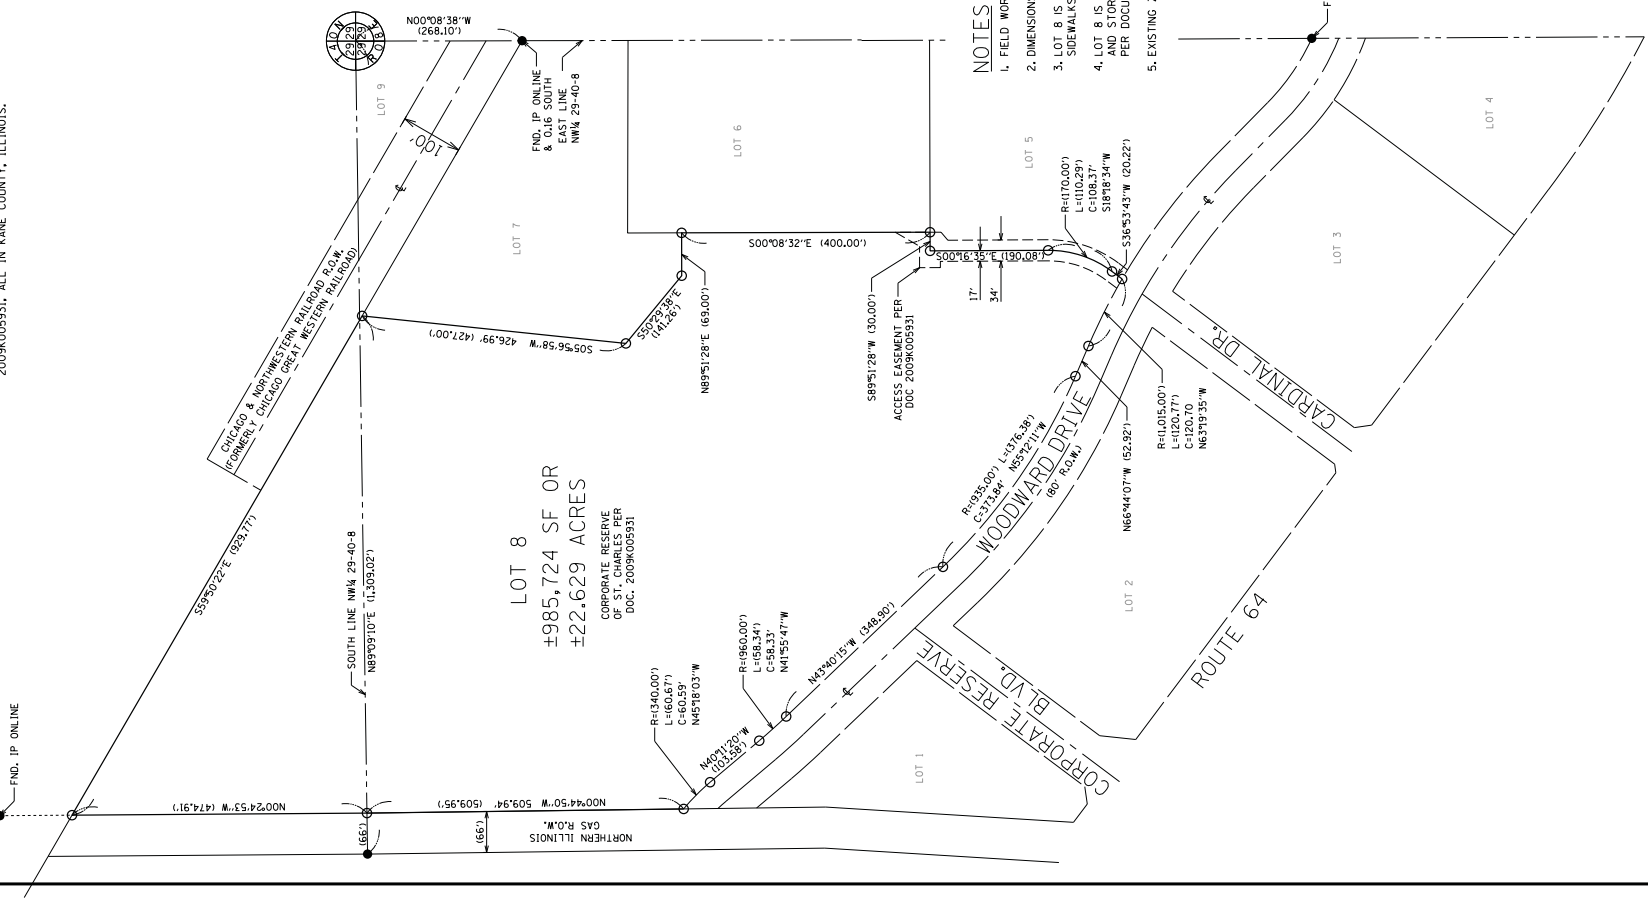 2009K005931, ALL IN KANE COUNTY, ILLINOIS.
N00°08'38"W
(268.10')
29 29
29 29
LOT 9
100'
FND. IP ONLINE
& 0.16 SOUTH
EAST LINE
NW¼ 29-40-8
CHICAGO & NORTHWESTERN RAILROAD R.O.W.
(FORMERLY CHICAGO GREAT WESTERN RAILROAD)
LOT 7
LOT 6
LOT 5
LOT 4
LOT 3
LOT 2
LOT 1
NOTES
1. FIELD WOR
2. DIMENSIONS
3. LOT 8 IS
SIDEWALKS
4. LOT 8 IS
AND STOR
PER DOCU
5. EXISTING
S59°50'22"E (929.77')
S05°56'58"W 426.99' (427.00')
S50°29'38"E
(141.26')
N89°51'28"E (69.00')
S00°08'32"E (400.00')
S89°51'28"W (30.00')
ACCESS EASEMENT PER
DOC 2009K005931
S00°16'35"E (190.08')
17'
34'
R=(170.00')
L=(110.29')
C=108.37'
S18°18'34"W
S36°53'43"W (20.22')
R=(1,015.00')
L=(120.77')
C=120.70
N63°19'35"W
N66°44'07"W (52.92')
R=(935.00') L=(376.38')
C=373.84' N55°12'11"W
WOODWARD DRIVE
(80' R.O.W.)
CARDINAL DR.
ROUTE 64
CORPORATE RESERVE
BLVD.
SOUTH LINE NW¼ 29-40-8
N89°09'10"E (1,309.02')
LOT 8
±985,724 SF OR
±22.629 ACRES
CORPORATE RESERVE
OF ST. CHARLES PER
DOC. 2009K005931
N43°40'15"W (348.90')
R=(960.00')
L=(58.34')
C=58.33'
N41°55'47"W
N40°11'20"W
(103.58')
R=(340.00')
L=(60.67')
C=60.59'
N45°18'03"W
FND. IP ONLINE
N00°24'53"W (474.91')
N00°44'50"W 509.94' (509.95')
(66')
(66')
NORTHERN ILLINOIS
GAS R.O.W.
F